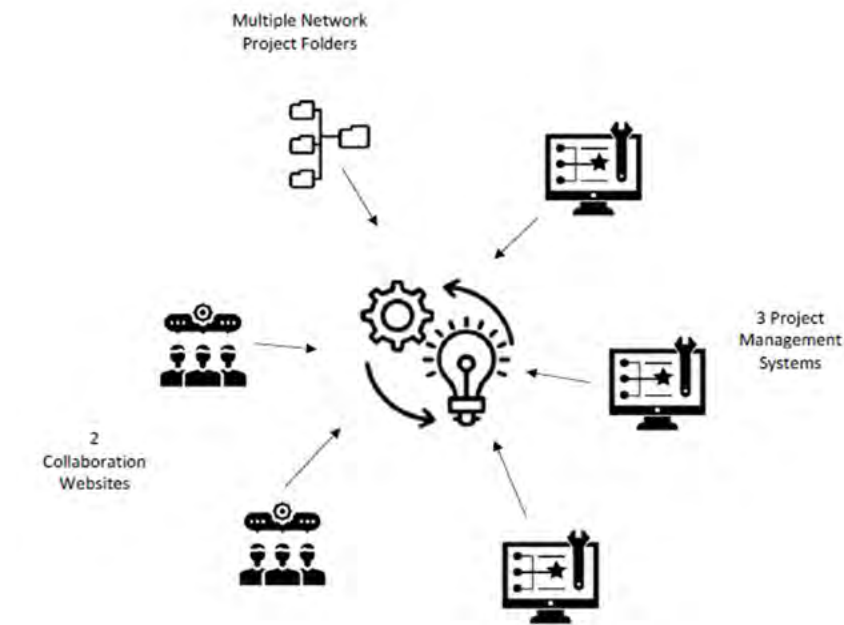 Multiple Network
Project Folders
3 Project
Management
Systems
2
Collaboration
Websites